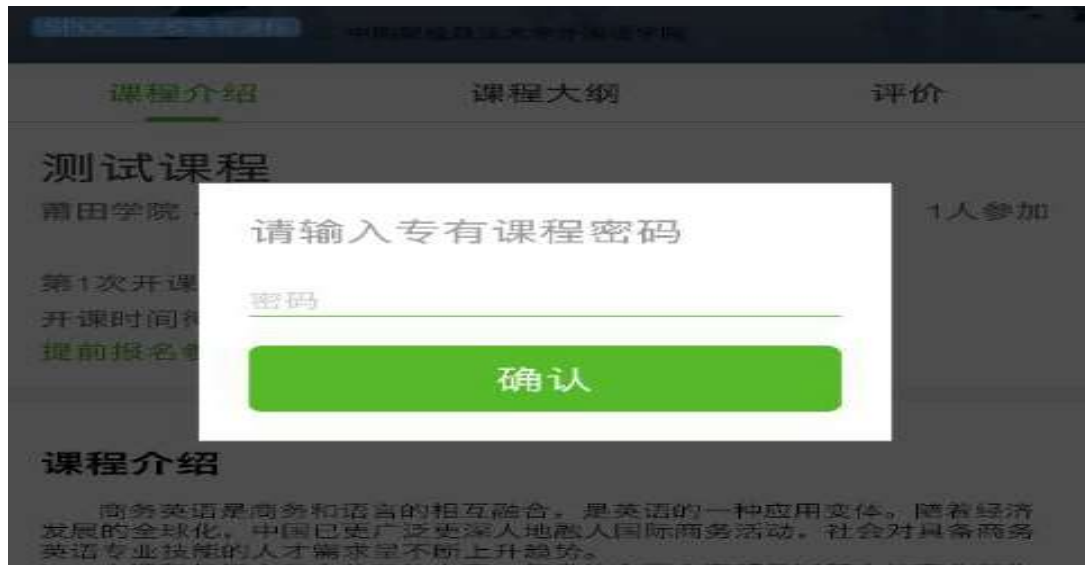 课程介绍 课程大纲 评价
测试课程
莆田学院
1人参加
请输入专有课程密码
第1次开课
密码
开课时间
提前报名
确认
课程介绍
商务英语是商务和语言的相互融合，是英语的一种应用变体。随着经济
发展的全球化，中国已更广泛更深入地融入国际商务活动。社会对具备商务
英语专业技能的人才需求呈不断上升趋势。